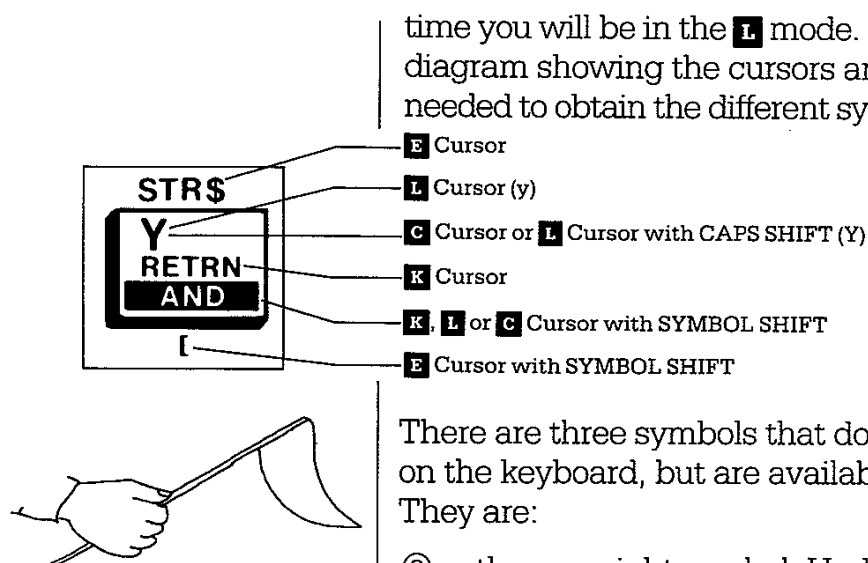 time you will be in the L mode.
diagram showing the cursors an
needed to obtain the different sy
E Cursor
STR$
L Cursor (y)
Y
C Cursor or L Cursor with CAPS SHIFT (Y)
RETRN
K Cursor
AND
K, L or C Cursor with SYMBOL SHIFT
[
E Cursor with SYMBOL SHIFT
There are three symbols that do
on the keyboard, but are availab
They are: